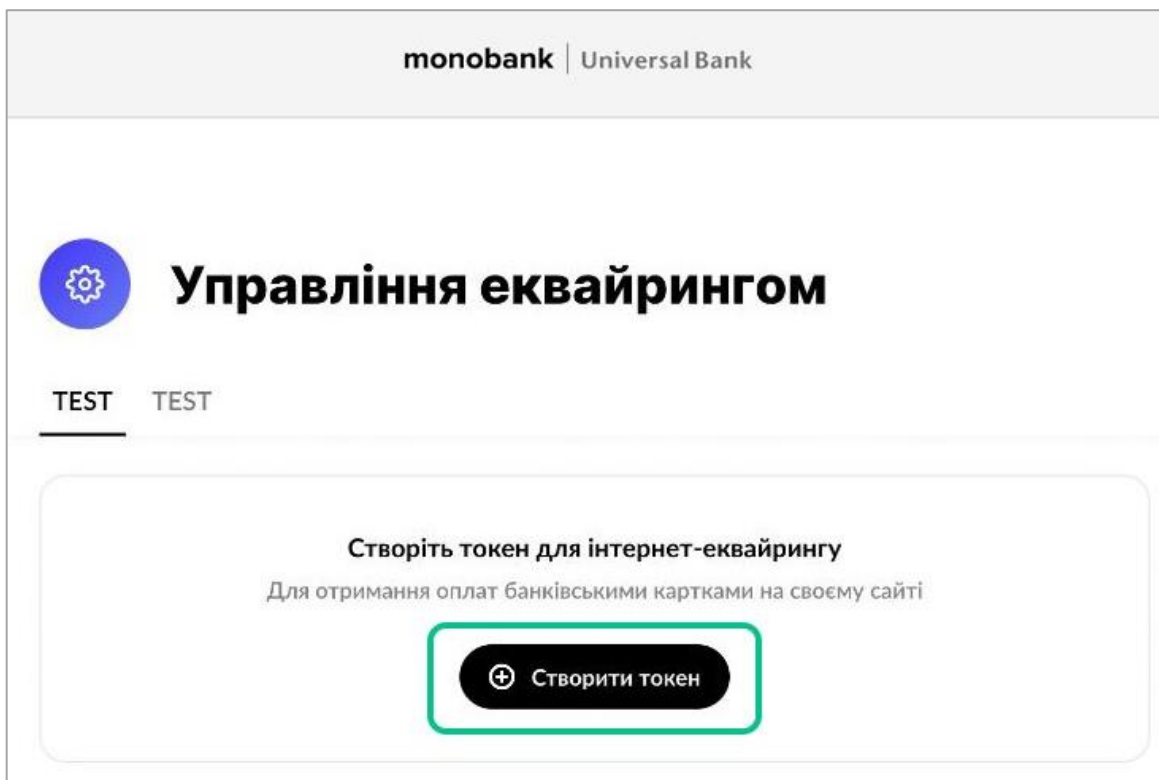 monobank | Universal Bank
Управління еквайрингом
TEST TEST
Створіть токен для інтернет-еквайрингу
Для отримання оплат банківськими картками на своєму сайті
Створити токен